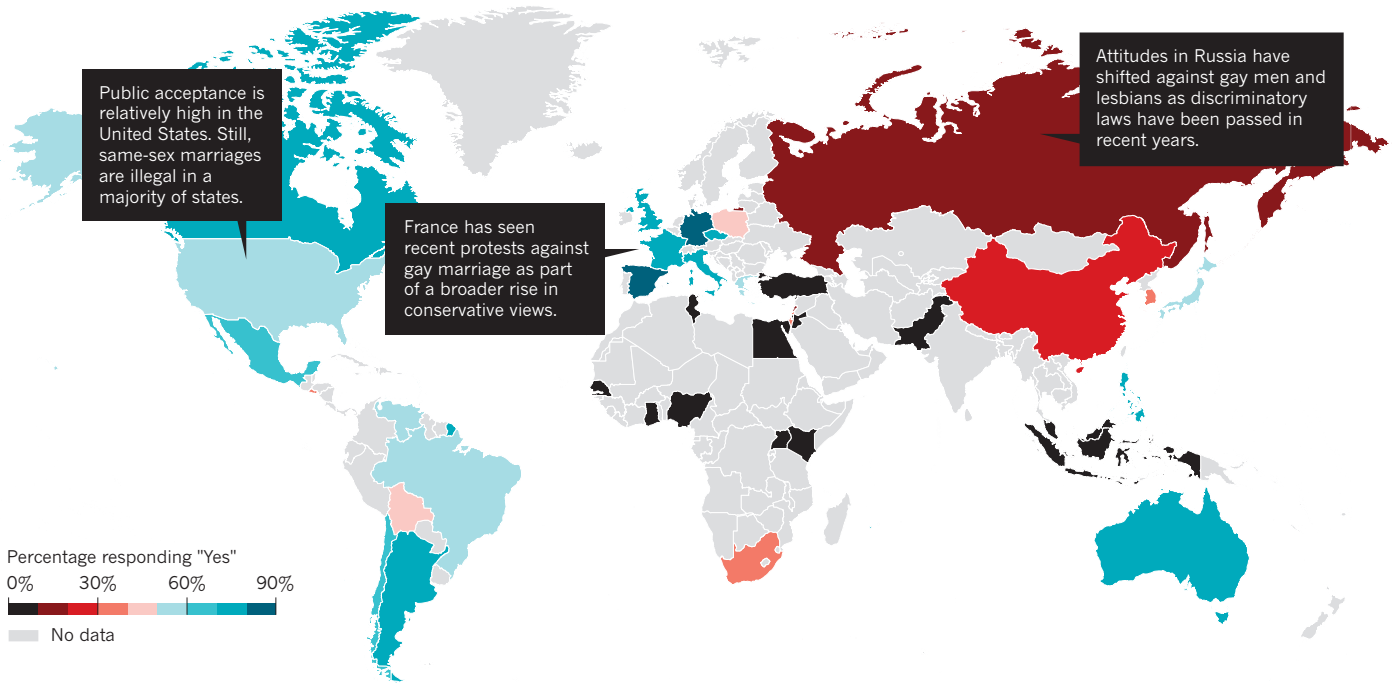 Public acceptance is
relatively high in the
United States. Still,
same-sex marriages
are illegal in a
majority of states.
France has seen
recent protests against
gay marriage as part
of a broader rise in
conservative views.
Attitudes in Russia have
shifted against gay men and
lesbians as discriminatory
laws have been passed in
recent years.
Percentage responding "Yes"
0% 30% 60% 90%
No data